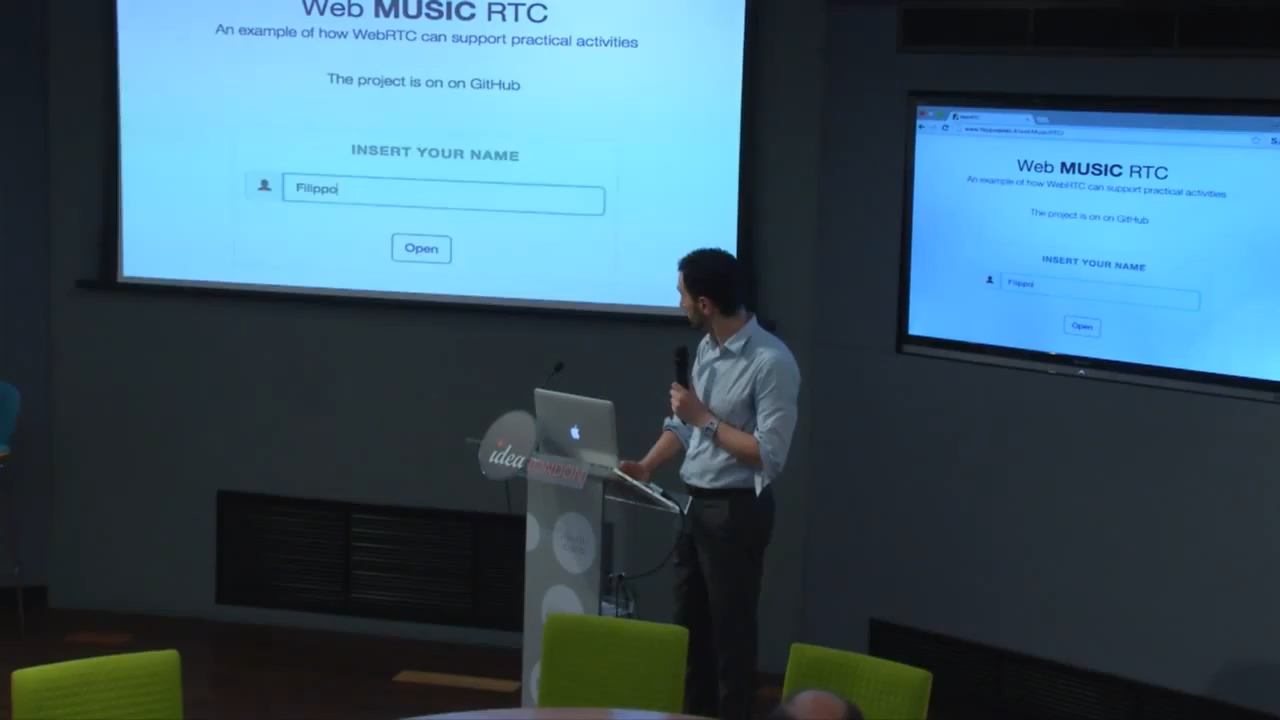 Web MUSIC RTC
An example of how WebRTC can support practical activities
The project is on on GitHub
INSERT YOUR NAME
Filippo
Open
Web MUSIC RTC
An example of how WebRTC can support practical activities
The project is on on GitHub
INSERT YOUR NAME
Filippo
Open
idea LONDON